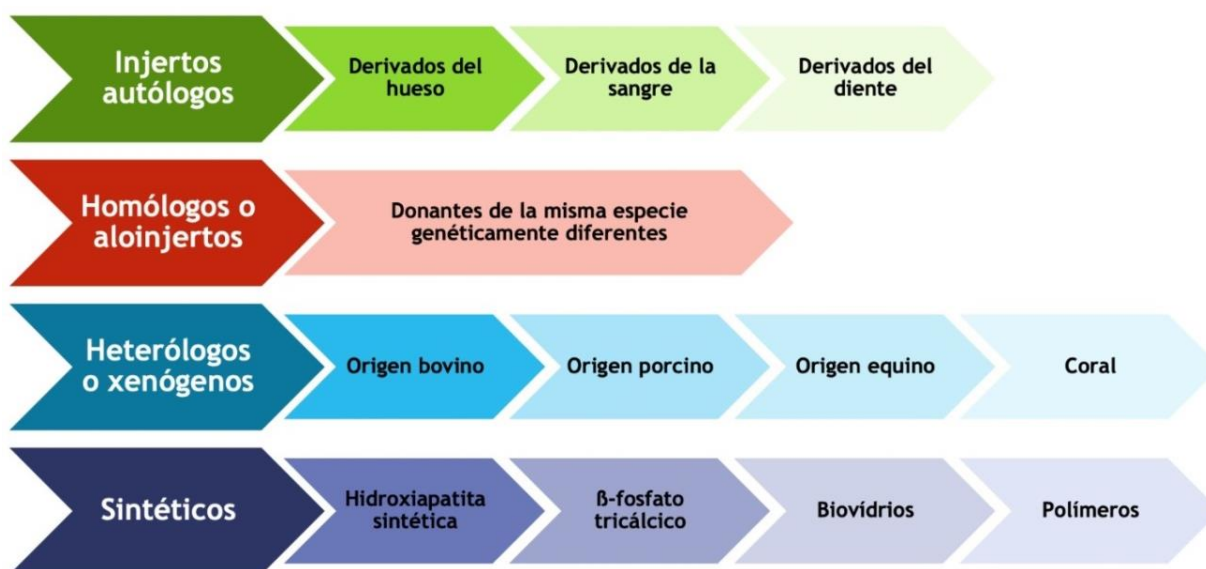 Injertos
autólogos
Derivados del
hueso
Derivados de la
sangre
Derivados del
diente
Homólogos o
aloinjertos
Donantes de la misma especie
genéticamente diferentes
Heterólogos
o xenógenos
Origen bovino
Origen porcino
Origen equino
Coral
Sintéticos
Hidroxiapatita
sintética
ß-fosfato
tricálcico
Biovídrios
Polímeros